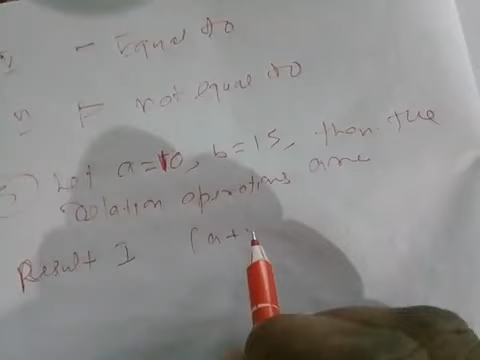 - Equal to
not equal to
Let a=10, b=15, then the
relation operations are
Result I (a+